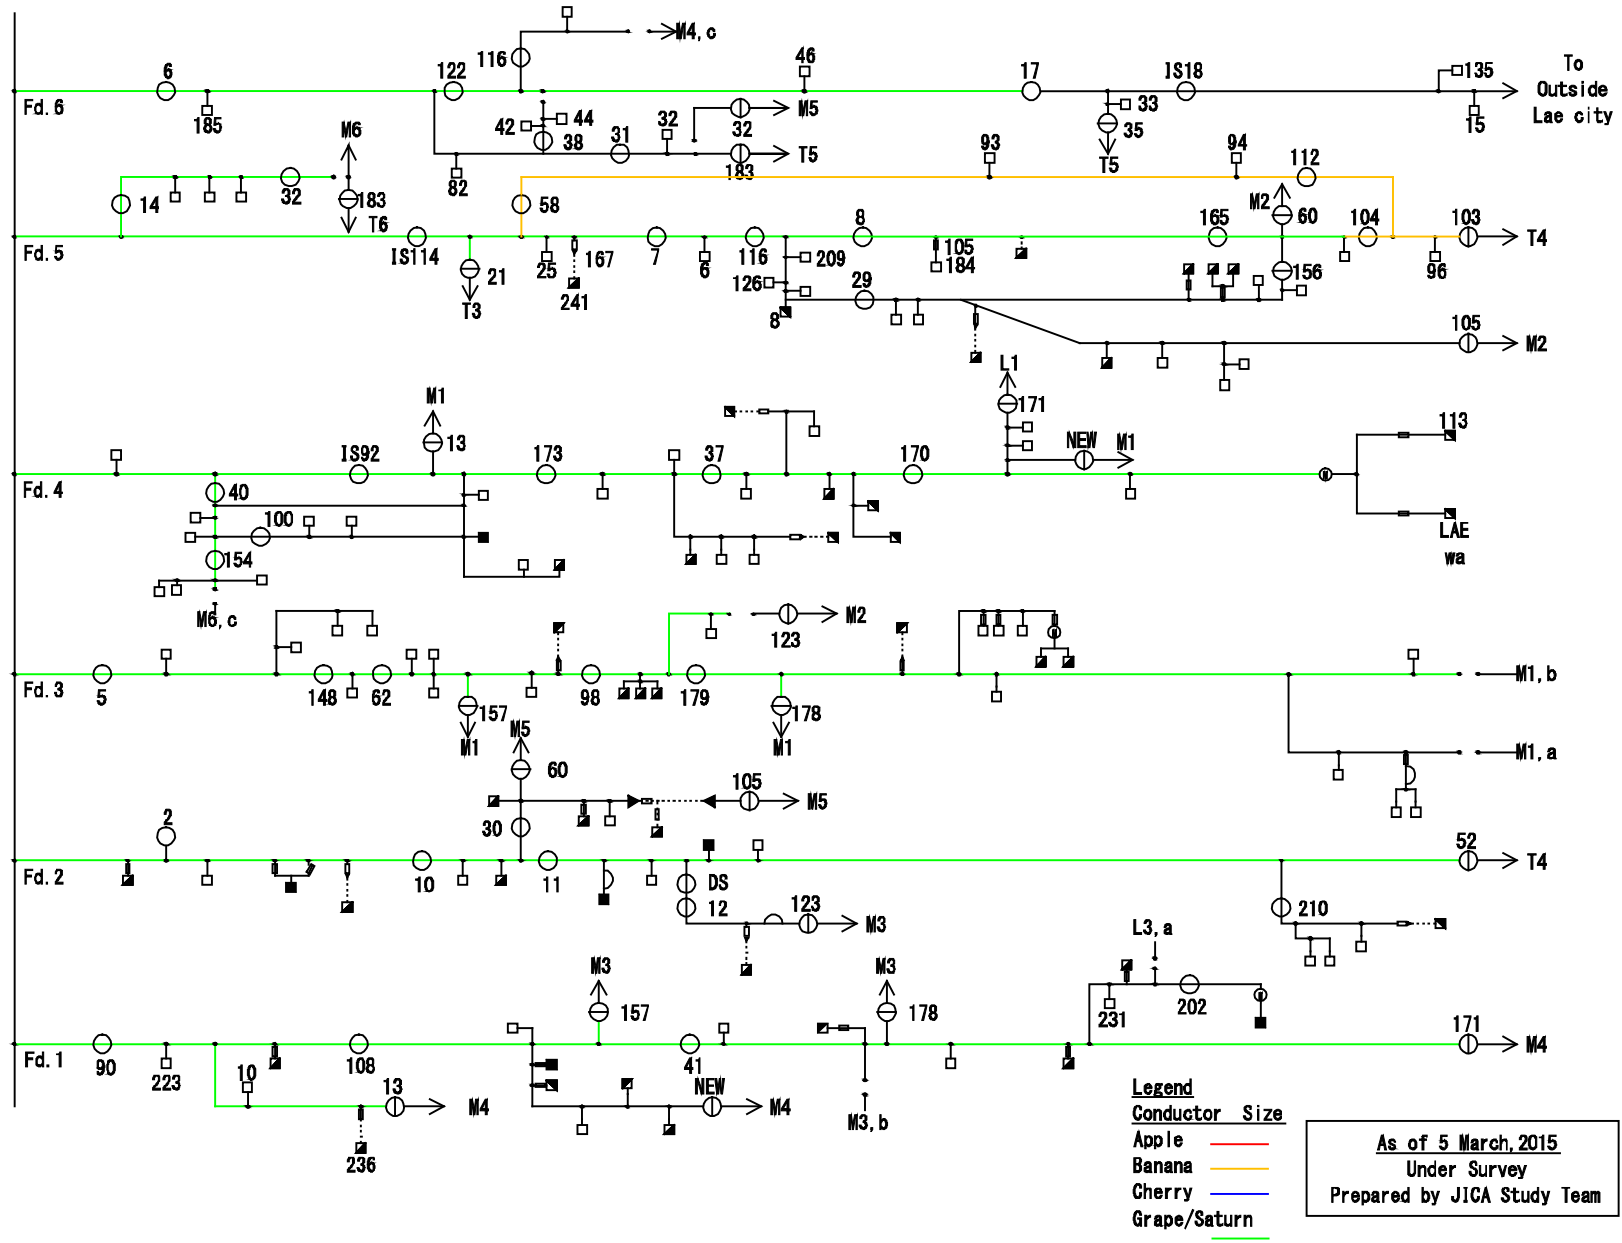 M4, c
116
6
122
46
17
IS18
135
To
Outside
Lae city
Fd. 6
185
M6
42
44
38
31
32
32
M5
183
T5
33
35
T5
15
82
93
94
112
14
32
183
T6
58
8
M2
60
165
104
103
T4
Fd. 5
IS114
21
T3
25
167
241
7
6
116
209
126
8
29
105
184
156
96
105
M2
M1
13
L1
171
NEW
M1
113
Fd. 4
IS92
173
37
170
40
100
154
M6, c
LAE
wa
M2
123
Fd. 3
5
148
62
157
M1
98
179
178
M1
M1, b
M1, a
M5
60
105
M5
30
2
52
T4
Fd. 2
10
11
DS
12
123
M3
210
M3
157
M3
178
L3, a
231
202
171
M4
Fd. 1
90
223
108
41
10
13
M4
236
NEW
M4
M3, b
Legend
Conductor Size
Apple
Banana
Cherry
Grape/Saturn
As of 5 March, 2015
Under Survey
Prepared by JICA Study Team